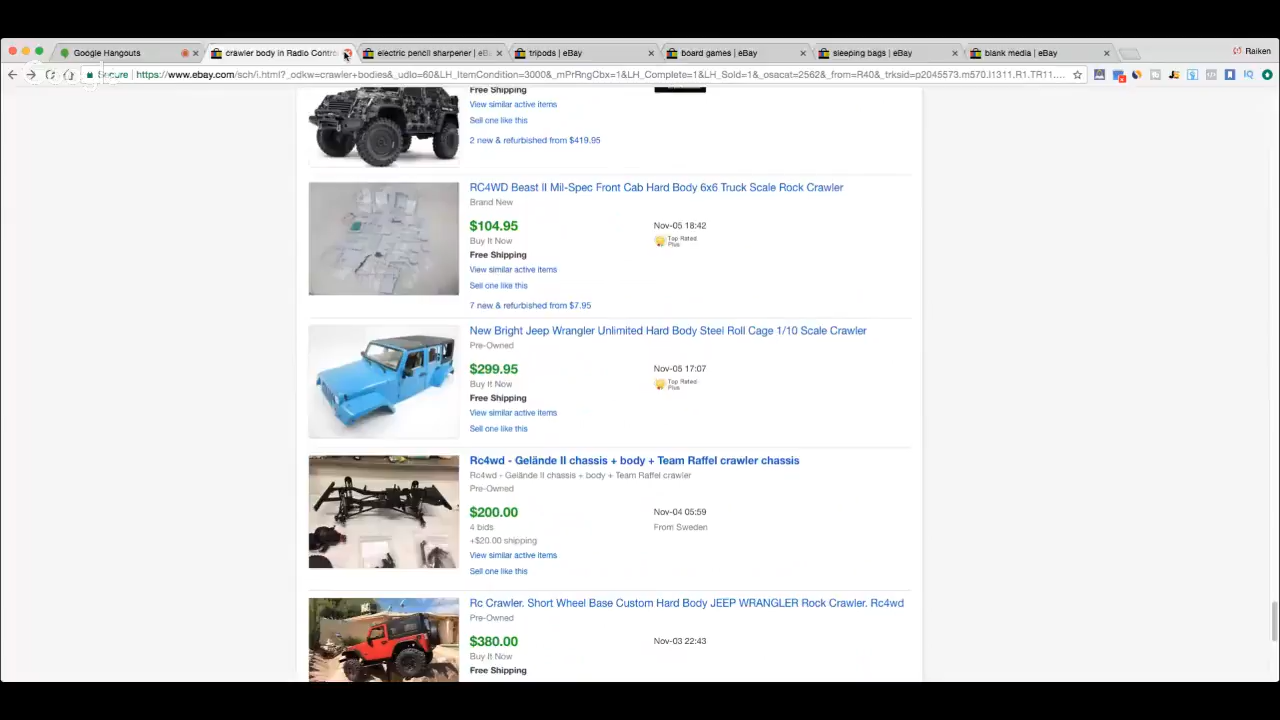 Google Hangouts
crawler body in Radio Contro
electric pencil sharpener | eB
tripods | eBay
board games | eBay
sleeping bags | eBay
blank media | eBay
Raiken
Secure
https://www.ebay.com/sch/i.html?_odkw=crawler+bodies&_udlo=60&LH_ItemCondition=3000&_mPrRngCbx=1&LH_Complete=1&LH_Sold=1&_osacat=2562&_from=R40&_trksid=p2045573.m570.l1311.R1.TR11....
Free Shipping
View similar active items
Sell one like this
2 new & refurbished from $419.95
RC4WD Beast II Mil-Spec Front Cab Hard Body 6x6 Truck Scale Rock Crawler
Brand New
$104.95
Nov-05 18:42
Buy It Now
Top Rated
Plus
Free Shipping
View similar active items
Sell one like this
7 new & refurbished from $7.95
New Bright Jeep Wrangler Unlimited Hard Body Steel Roll Cage 1/10 Scale Crawler
Pre-Owned
$299.95
Nov-05 17:07
Buy It Now
Top Rated
Plus
Free Shipping
View similar active items
Sell one like this
Rc4wd - Gelände II chassis + body + Team Raffel crawler chassis
Rc4wd - Gelände II chassis + body + Team Raffel crawler
Pre-Owned
$200.00
Nov-04 05:59
4 bids
From Sweden
+$20.00 shipping
View similar active items
Sell one like this
Rc Crawler. Short Wheel Base Custom Hard Body JEEP WRANGLER Rock Crawler. Rc4wd
Pre-Owned
$380.00
Nov-03 22:43
Buy It Now
Free Shipping